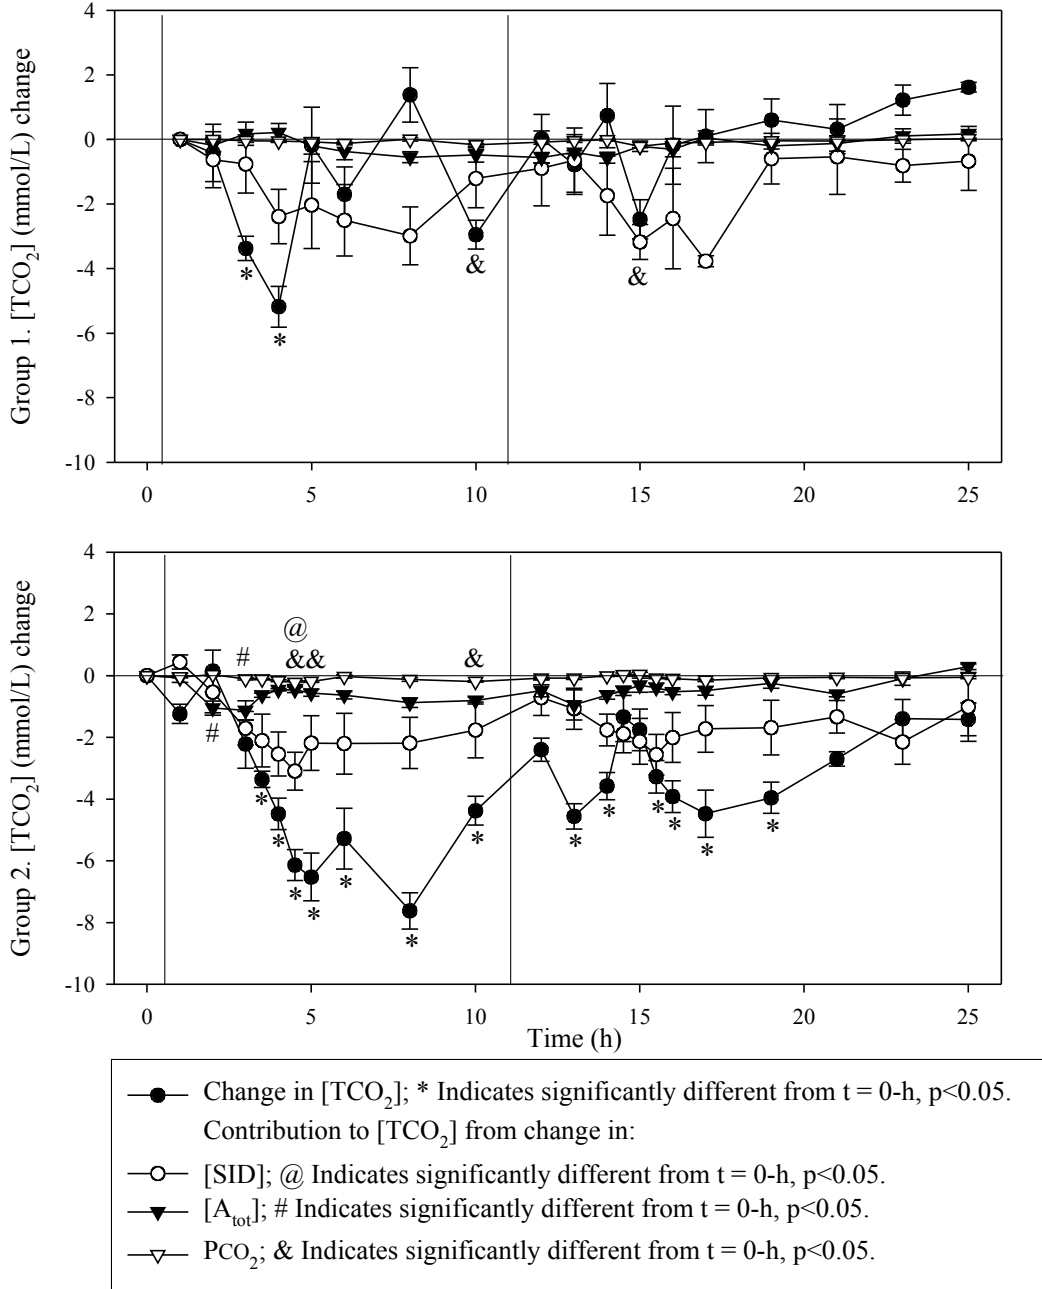 Group 1. [TCO2] (mmol/L) change
4
2
0
-2
-4
-6
-8
-10
* * & &
0 5 10 15 20 25
Group 2. [TCO2] (mmol/L) change
4
2
0
-2
-4
-6
-8
-10
@
# && &
#
* * * * * * * * * * * * *
0 5 10 15 20 25
Time (h)
Change in [TCO2]; * Indicates significantly different from t = 0-h, p<0.05.
Contribution to [TCO2] from change in:
[SID]; @ Indicates significantly different from t = 0-h, p<0.05.
[Atot]; # Indicates significantly different from t = 0-h, p<0.05.
PCO2; & Indicates significantly different from t = 0-h, p<0.05.